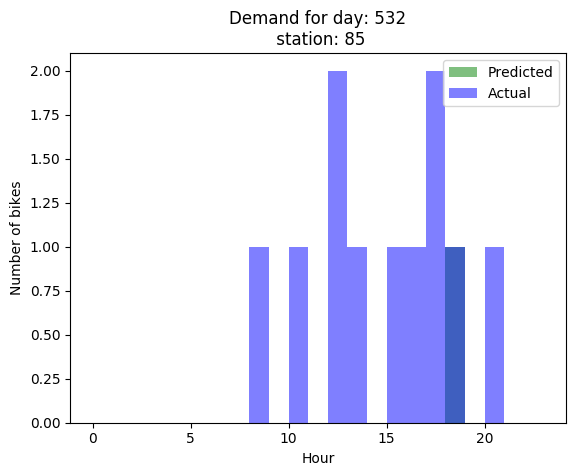 Demand for day: 532
station: 85
Predicted
Actual
Number of bikes
2.00
1.75
1.50
1.25
1.00
0.75
0.50
0.25
0.00
0 5 10 15 20
Hour